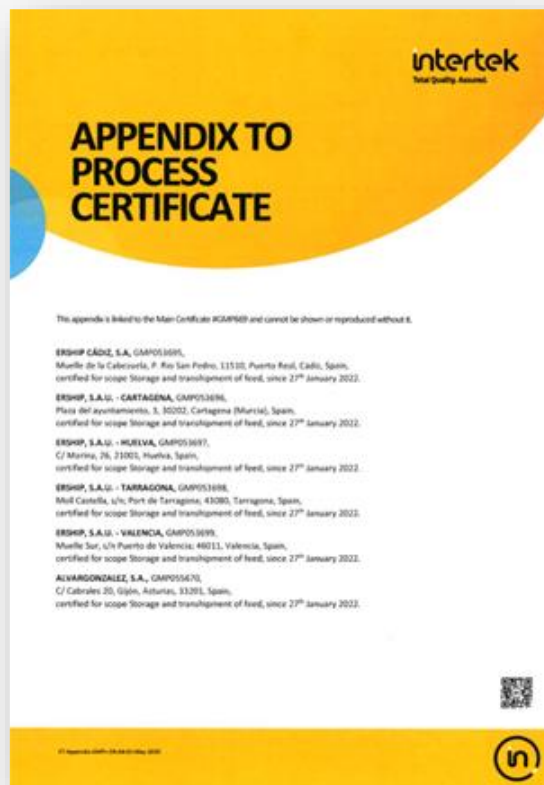 intertek
Total Quality. Assured.
APPENDIX TO
PROCESS
CERTIFICATE
This appendix is linked to the Main Certificate #GMP669 and cannot be shown or reproduced without it.
ERSHIP CÁDIZ, S.A, GMP053695,
Muelle de la Cabezuela, P. Rio San Pedro, 11510, Puerto Real, Cádiz, Spain,
certified for scope Storage and transhipment of feed, since 27th January 2022.
ERSHIP, S.A.U. - CARTAGENA, GMP053696,
Plaza del ayuntamiento, 3, 30202, Cartagena (Murcia), Spain,
certified for scope Storage and transhipment of feed, since 27th January 2022.
ERSHIP, S.A.U. - HUELVA, GMP053697,
C/ Marina, 26, 21001, Huelva, Spain,
certified for scope Storage and transhipment of feed, since 27th January 2022.
ERSHIP, S.A.U. - TARRAGONA, GMP053698,
Moll Castella, s/n; Port de Tarragona; 43080, Tarragona, Spain,
certified for scope Storage and transhipment of feed, since 27th January 2022.
ERSHIP, S.A.U. - VALENCIA, GMP053699,
Muelle Sur, s/n Puerto de Valencia; 46011, Valencia, Spain,
certified for scope Storage and transhipment of feed, since 27th January 2022.
ALVARGONZALEZ, S.A., GMP055670,
C/ Cabrales 20, Gijón, Asturias, 33201, Spain,
certified for scope Storage and transhipment of feed, since 27th January 2022.
in